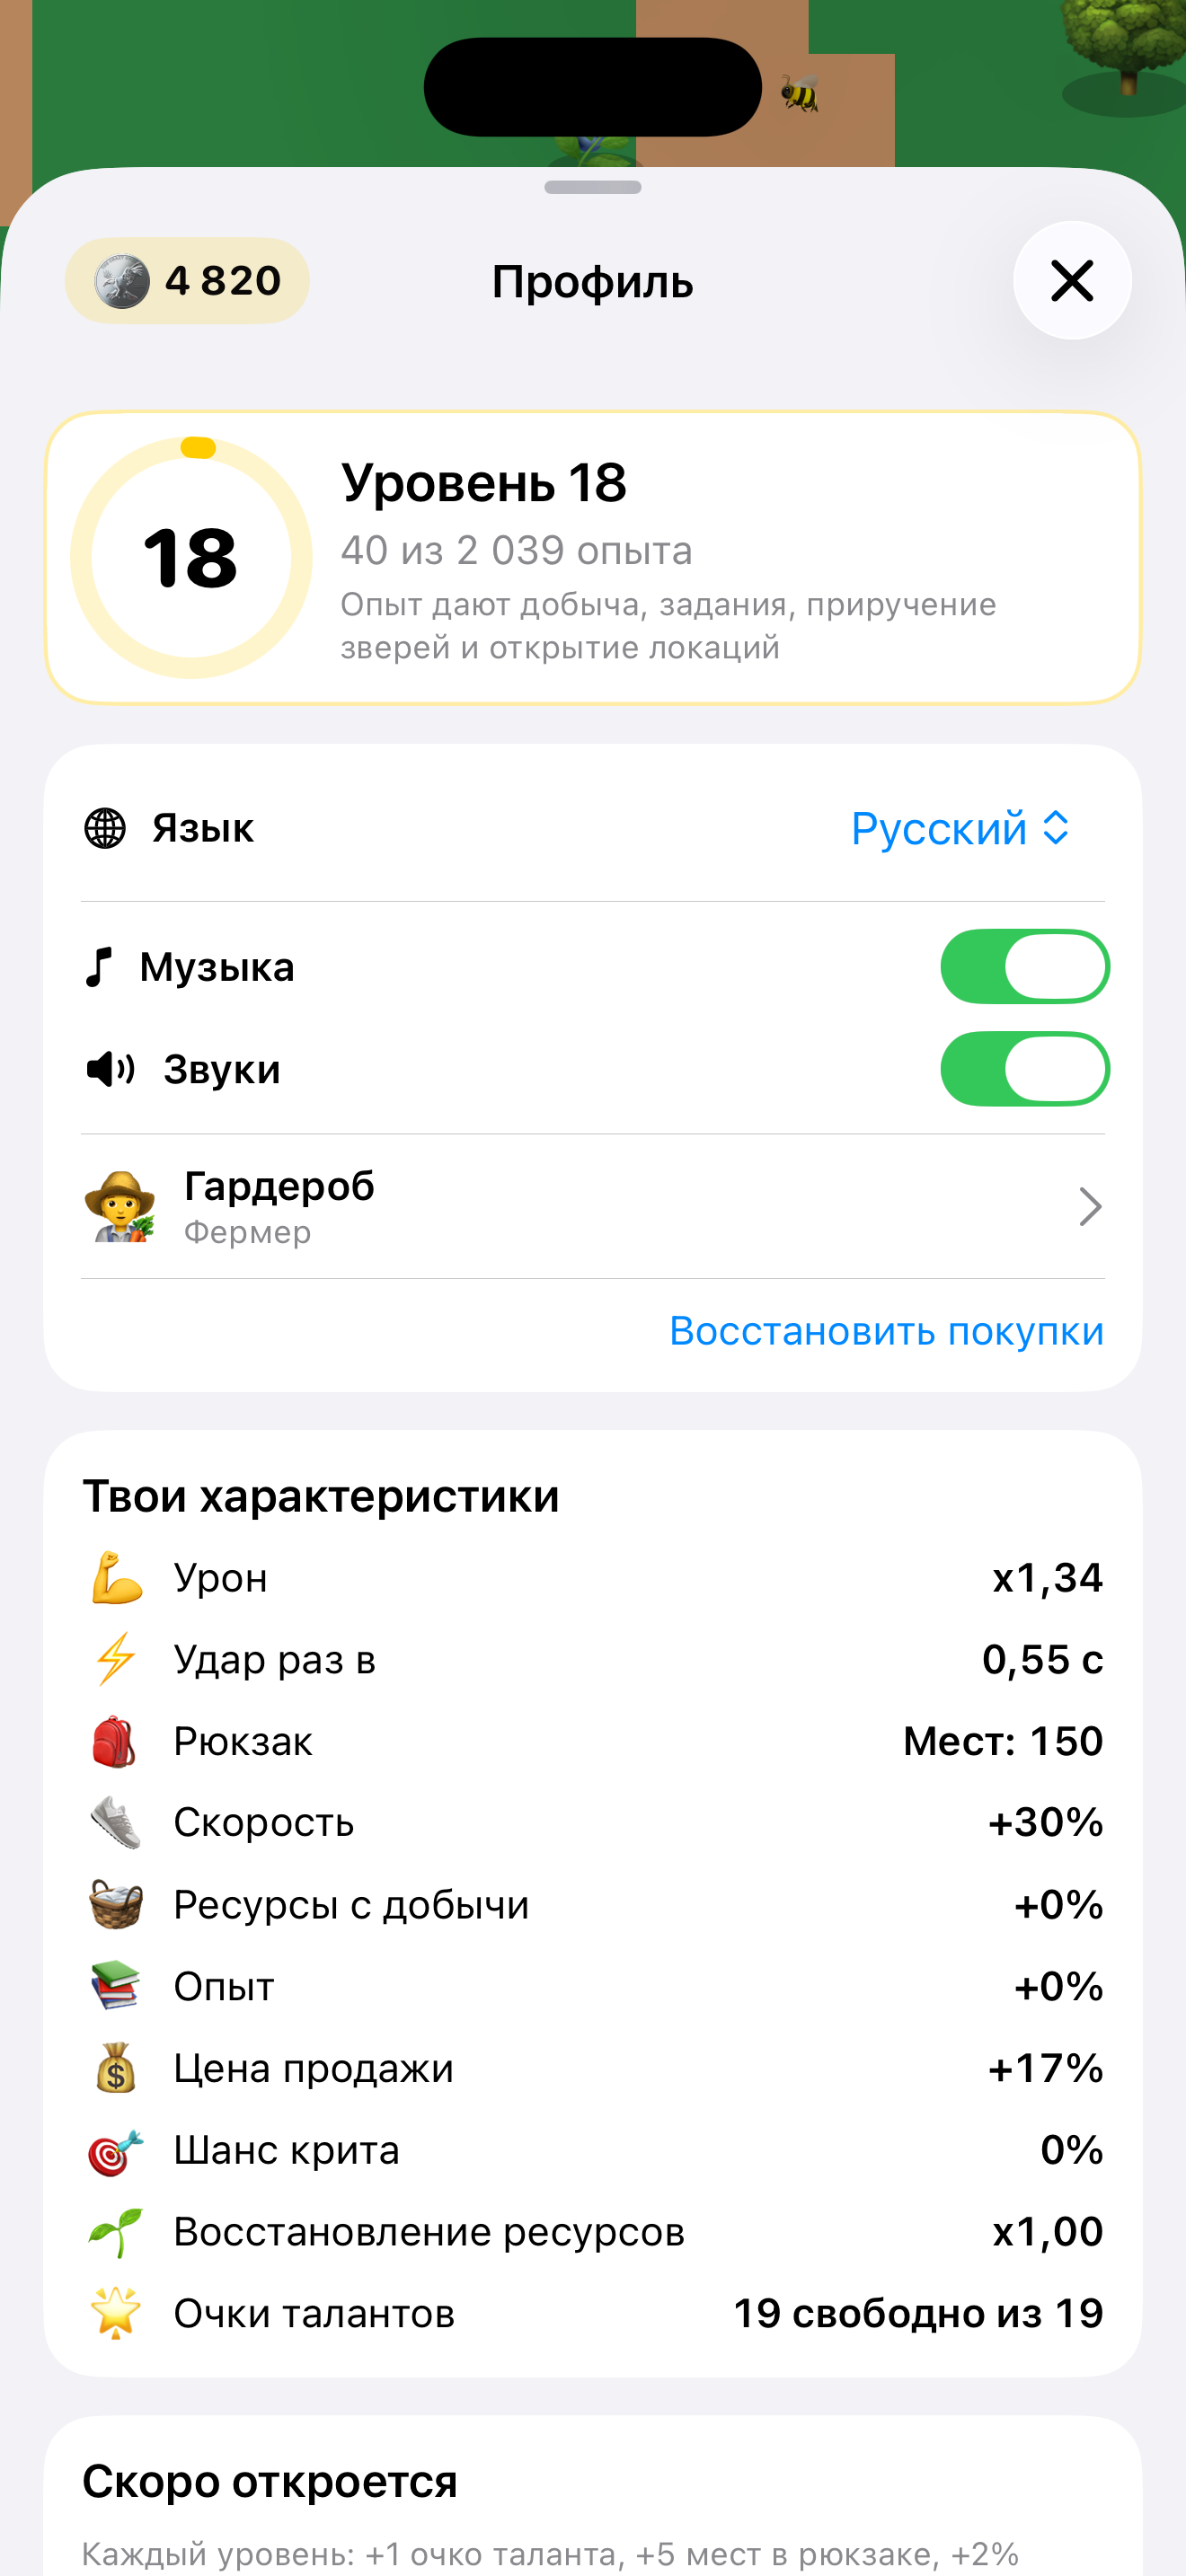 4 820
Профиль
18
Уровень 18
40 из 2 039 опыта
Опыт дают добыча, задания, приручение
зверей и открытие локаций
Язык
Русский
Музыка
Звуки
Гардероб
Фермер
Восстановить покупки
Твои характеристики
Урон x1,34
Удар раз в 0,55 с
Рюкзак Мест: 150
Скорость +30%
Ресурсы с добычи +0%
Опыт +0%
Цена продажи +17%
Шанс крита 0%
Восстановление ресурсов x1,00
Очки талантов 19 свободно из 19
Скоро откроется
Каждый уровень: +1 очко таланта, +5 мест в рюкзаке, +2%